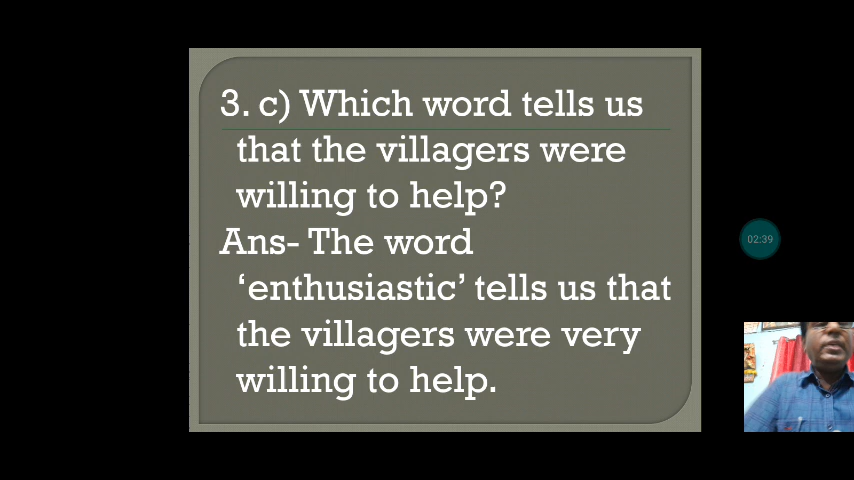 3. c) Which word tells us
that the villagers were
willing to help?
Ans- The word
‘enthusiastic’ tells us that
the villagers were very
willing to help.
02:39